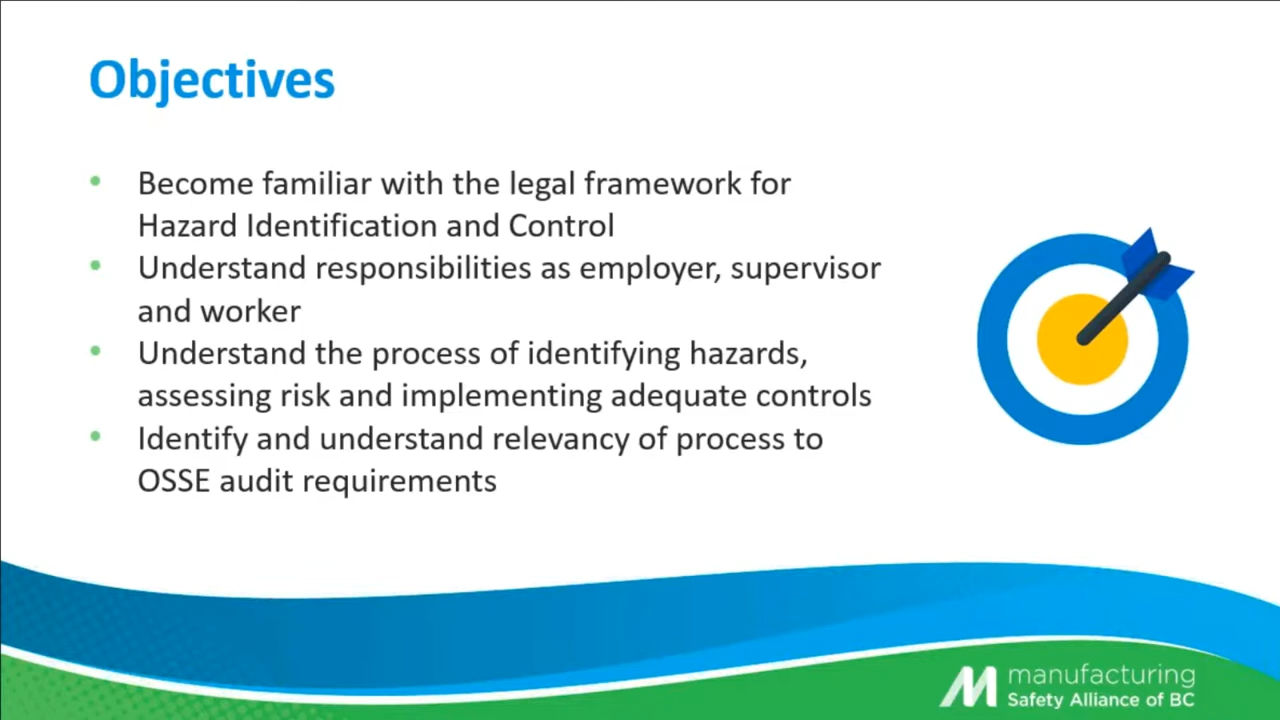 Objectives
• Become familiar with the legal framework for
Hazard Identification and Control
• Understand responsibilities as employer, supervisor
and worker
• Understand the process of identifying hazards,
assessing risk and implementing adequate controls
• Identify and understand relevancy of process to
OSSE audit requirements
manufacturing
Safety Alliance of BC